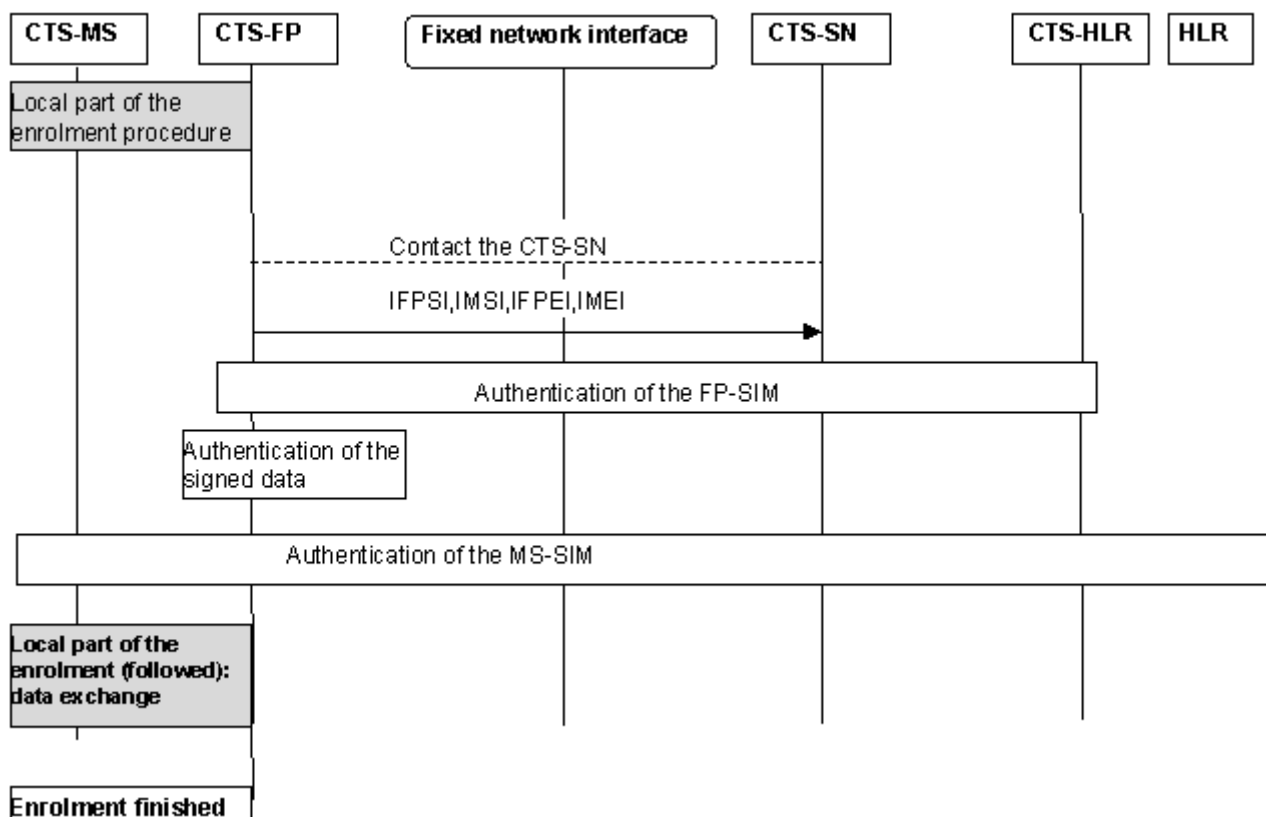 CTS-MS
CTS-FP
Fixed network interface
CTS-SN
CTS-HLR
HLR
Local part of the
enrolment procedure
Contact the CTS-SN
IFPSI,IMSI,IFPEI,IMEI
Authentication of the FP-SIM
Authentication of the
signed data
Authentication of the MS-SIM
Local part of the
enrolment (followed):
data exchange
Enrolment finished